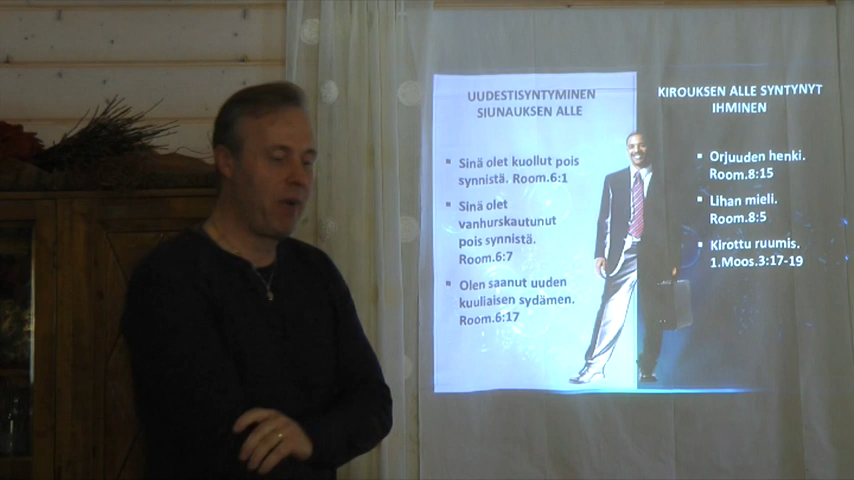 UUDESTISYNTYMINEN
SIUNAUKSEN ALLE
Sinä olet kuollut pois
synnistä. Room.6:1
Sinä olet
vanhurskautunut
pois synnistä.
Room.6:7
Olen saanut uuden
kuuliaisen sydämen.
Room.6:17
KIROUKSEN ALLE SYNTYNYT
IHMINEN
Orjuuden henki.
Room.8:15
Lihan mieli.
Room.8:5
Kirottu ruumis.
1.Moos.3:17-19